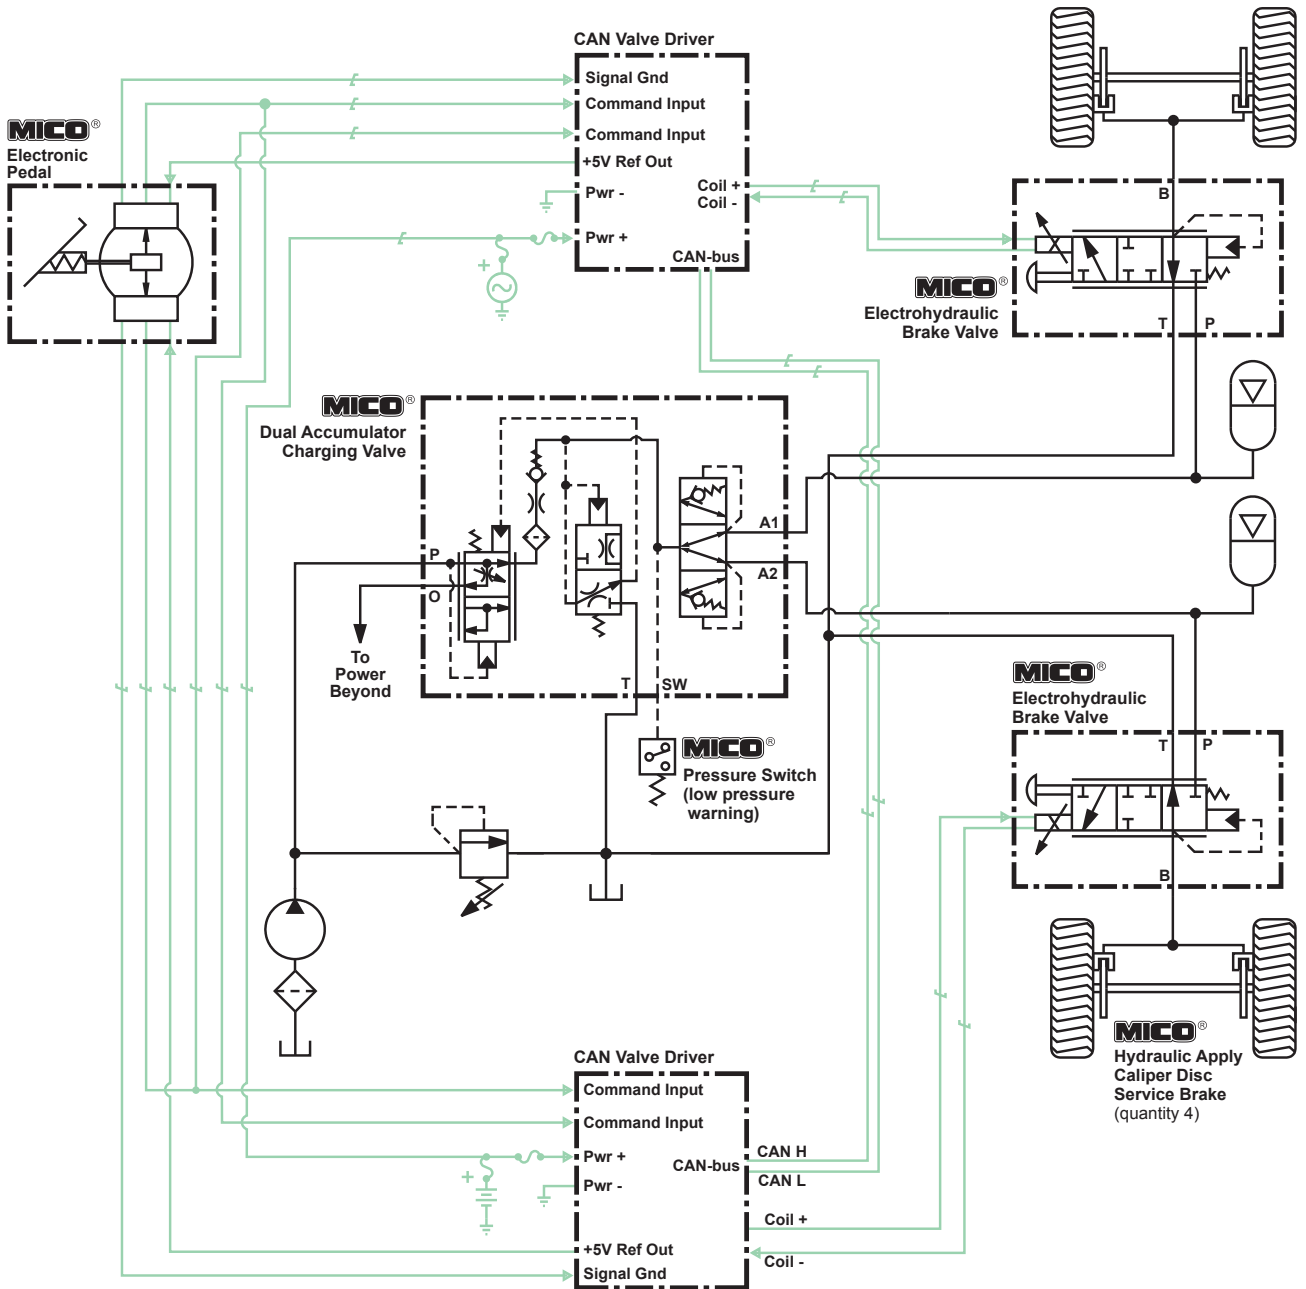 CAN Valve Driver
Signal Gnd
Command Input
Command Input
+5V Ref Out
Pwr -
Coil +
Coil -
Pwr +
CAN-bus
MICO®
Electronic
Pedal
B
MICO®
Electrohydraulic
Brake Valve
T
P
MICO®
Dual Accumulator
Charging Valve
A1
P
A2
O
To
Power
Beyond
T
SW
MICO®
Pressure Switch
(low pressure
warning)
MICO®
Electrohydraulic
Brake Valve
T
P
B
MICO®
Hydraulic Apply
Caliper Disc
Service Brake
(quantity 4)
CAN Valve Driver
Command Input
Command Input
Pwr +
CAN-bus
CAN H
CAN L
Pwr -
Coil +
+5V Ref Out
Coil -
Signal Gnd
+
+